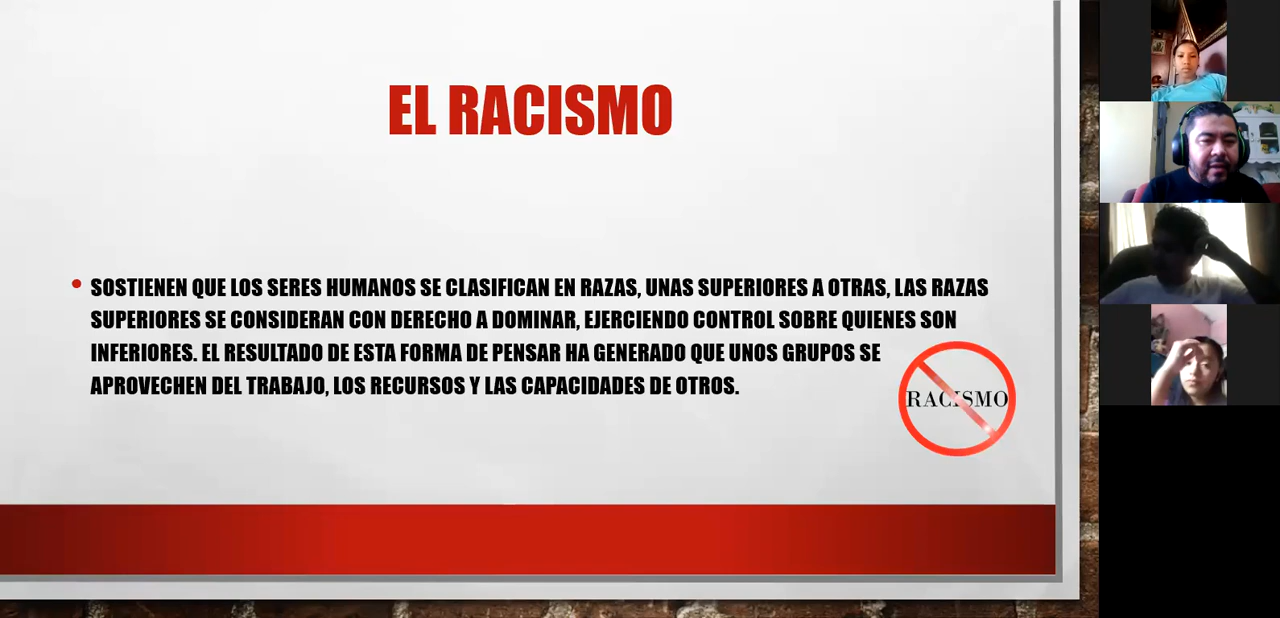 EL RACISMO
SOSTIENEN QUE LOS SERES HUMANOS SE CLASIFICAN EN RAZAS, UNAS SUPERIORES A OTRAS, LAS RAZAS
SUPERIORES SE CONSIDERAN CON DERECHO A DOMINAR, EJERCIENDO CONTROL SOBRE QUIENES SON
INFERIORES. EL RESULTADO DE ESTA FORMA DE PENSAR HA GENERADO QUE UNOS GRUPOS SE
APROVECHEN DEL TRABAJO, LOS RECURSOS Y LAS CAPACIDADES DE OTROS.
RACISMO